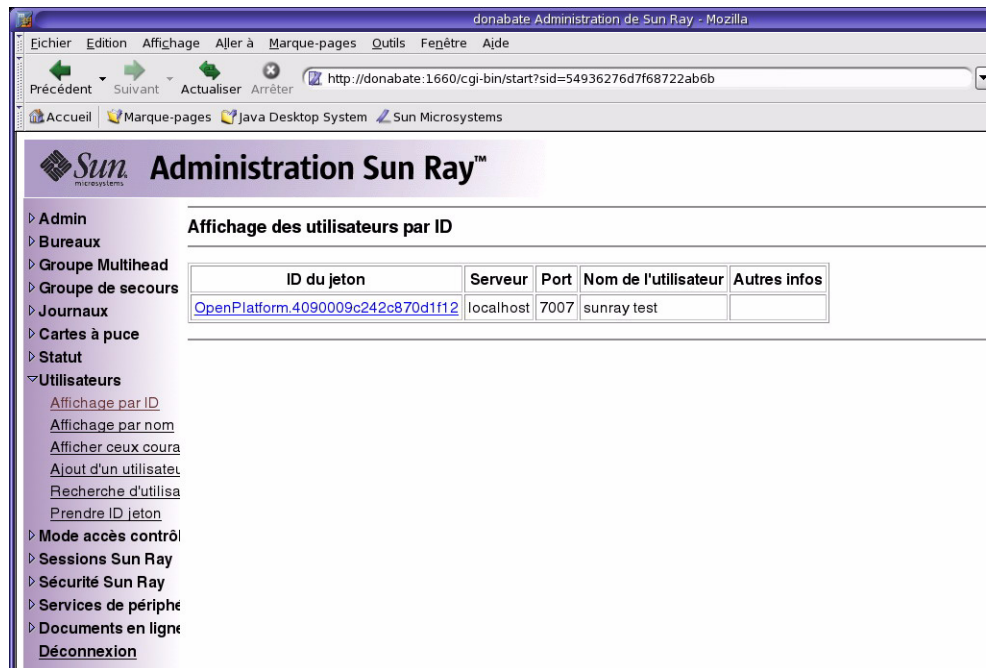 donabate Administration de Sun Ray - Mozilla
Eichier Edition Affichage Aller à Marque-pages Outils Fenêtre Aide
Précédent Suivant Actualiser Arrêter http://donabate:1660/cgi-bin/start?sid=54936276d7f68722ab6b
Accueil Marque-pages Java Desktop System Sun Microsystems
Sun microsystems Administration Sun Ray™
Admin
Bureaux
Groupe Multihead
Groupe de secours
Journaux
Cartes à puce
Statut
Utilisateurs
Affichage par ID
Affichage par nom
Afficher ceux coura
Ajout d'un utilisateu
Recherche d'utilisa
Prendre ID jeton
Mode accès contrôl
Sessions Sun Ray
Sécurité Sun Ray
Services de périphé
Documents en ligne
Déconnexion
Affichage des utilisateurs par ID
ID du jeton Serveur Port Nom de l'utilisateur Autres infos
OpenPlatform.4090009c242c870d1f12 localhost 7007 sunray test